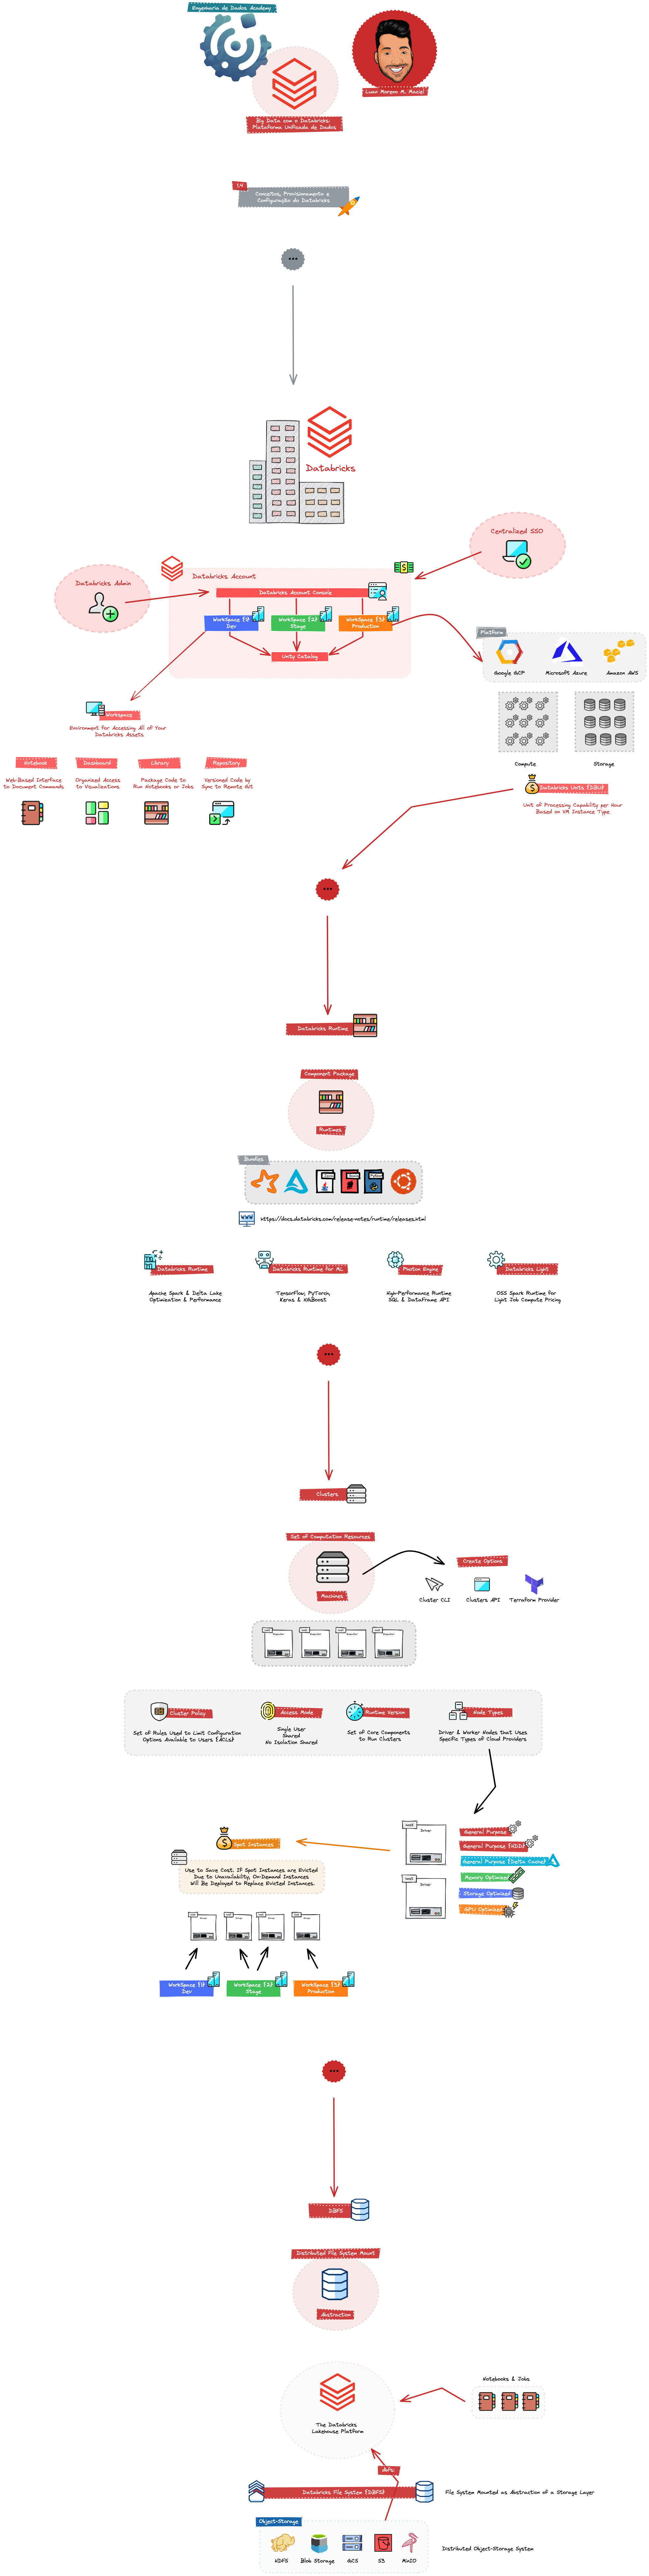 Engenharia de Dados Academy
Luan Moreno M. Maciel
Big Data com o Databricks:
Plataforma Unificada de Dados
1.4
Conceitos, Provisionamento e
Configuração do Databricks
Databricks
Centralized SSO
Databricks Admin
Databricks Account
Databricks Account Console
WorkSpace {1}
Dev
WorkSpace {2}
Stage
WorkSpace {3}
Production
Unity Catalog
Platform
Google GCP
Microsoft Azure
Amazon AWS
Compute
Storage
Databricks Units {DBU}
Unit of Processing Capability per Hour
Based on VM Instance Type
Workspace
Environment for Accessing All of Your
Databricks Assets
Notebook
Web-Based Interface
to Document Commands
Dashboard
Organized Access
to Visualizations
Library
Package Code to
Run Notebooks or Jobs
Repository
Versioned Code by
Sync to Remote Git
Databricks Runtime
Component Package
Runtimes
Bundles
https://docs.databricks.com/release-notes/runtime/releases.html
Databricks Runtime
Apache Spark & Delta Lake
Optimization & Performance
Databricks Runtime for ML
TensorFlow, PyTorch,
Keras & XGBoost
Photon Engine
High-Performance Runtime
SQL & DataFrame API
Databricks Light
OSS Spark Runtime for
Light Job Compute Pricing
Clusters
Set of Computation Resources
Machines
Create Options
Cluster CLI
Clusters API
Terraform Provider
Cluster Policy
Set of Rules Used to Limit Configuration
Options Available to Users {ACLs}
Access Mode
Single User
Shared
No Isolation Shared
Runtime Version
Set of Core Components
to Run Clusters
Node Types
Driver & Worker Nodes that Uses
Specific Types of Cloud Providers
Driver
Driver
General Purpose
General Purpose {HDD}
General Purpose {Delta Cache}
Memory Optimized
Storage Optimized
GPU Optimized
Spot Instances
Use to Save Cost. If Spot Instances are Evicted
Due to Unavailability, On-Demand Instances
Will Be Deployed to Replace Evicted Instances.
WorkSpace {1}
Dev
WorkSpace {2}
Stage
WorkSpace {3}
Production
DBFS
Distributed File System Mount
Abstraction
The Databricks
Lakehouse Platform
Notebooks & Jobs
dbfs:
Databricks File System {DBFS}
File System Mounted as Abstraction of a Storage Layer
Object-Storage
HDFS
Blob Storage
GCS
S3
MinIO
Distributed Object-Storage System